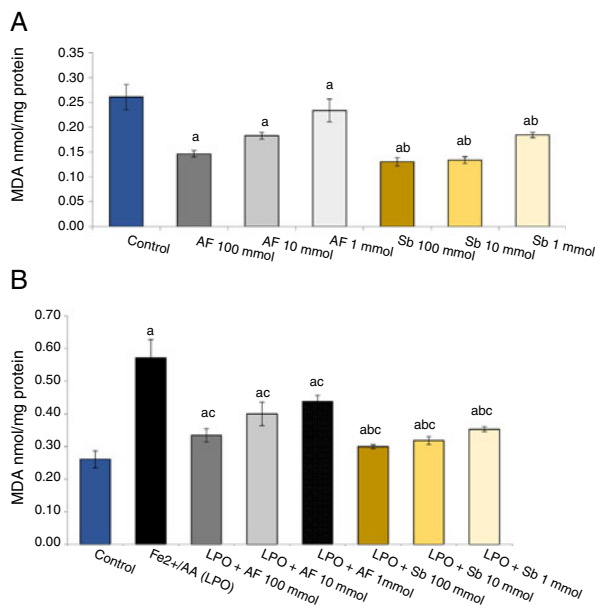 A
MDA nmol/mg protein
0.35
0.30
0.25
0.20
0.15
0.10
0.05
0.00
a
a
a
ab
ab
ab
Control
AF 100 mmol
AF 10 mmol
AF 1 mmol
Sb 100 mmol
Sb 10 mmol
Sb 1 mmol
B
MDA nmol/mg protein
0.70
0.60
0.50
0.40
0.30
0.20
0.10
0.00
a
ac
ac
ac
abc
abc
abc
Control
Fe2+/AA (LPO)
LPO + AF 100 mmol
LPO + AF 10 mmol
LPO + AF 1mmol
LPO + Sb 100 mmol
LPO + Sb 10 mmol
LPO + Sb 1 mmol